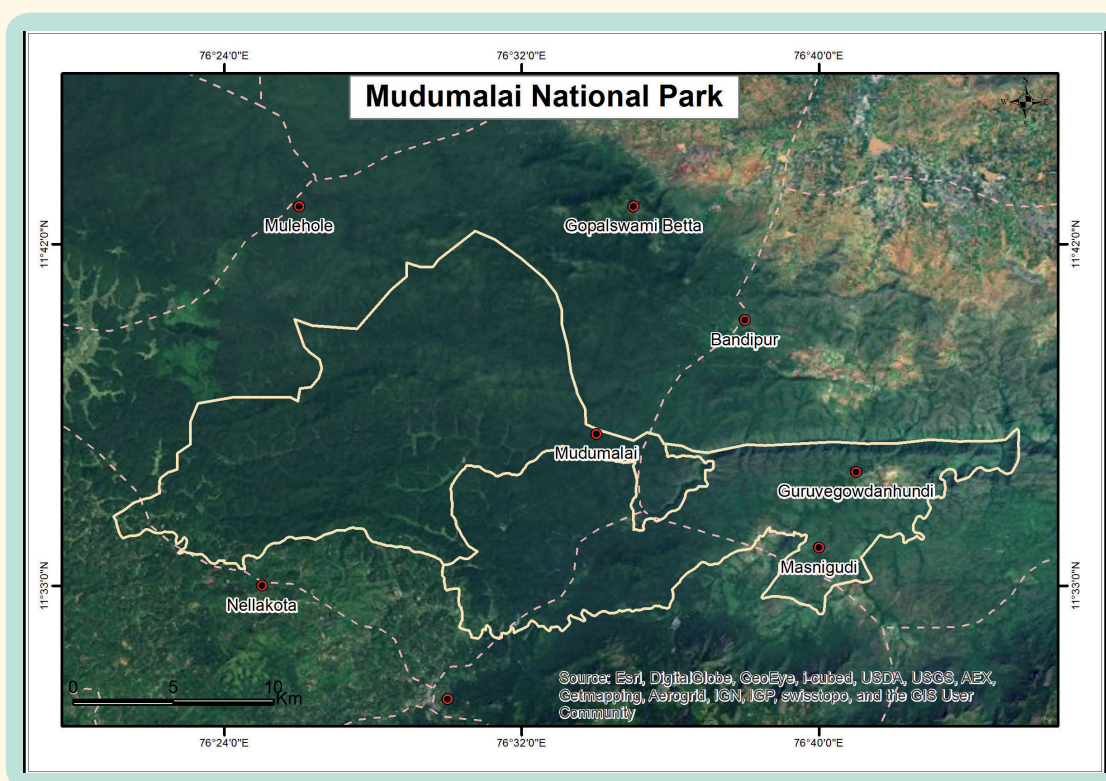 76°24'0"E 76°32'0"E 76°40'0"E
Mudumalai National Park
N
W E
S
Mulehole
Gopalswami Betta
11°42'0"N 11°42'0"N
Bandipur
Mudumalai
Guruvegowdanhundi
Masnigudi
11°33'0"N 11°33'0"N
Nellakota
0 5 10
Km
Source: Esri, DigitalGlobe, GeoEye, i-cubed, USDA, USGS, AEX,
Getmapping, Aerogrid, IGN, IGP, swisstopo, and the GIS User
Community
76°24'0"E 76°32'0"E 76°40'0"E